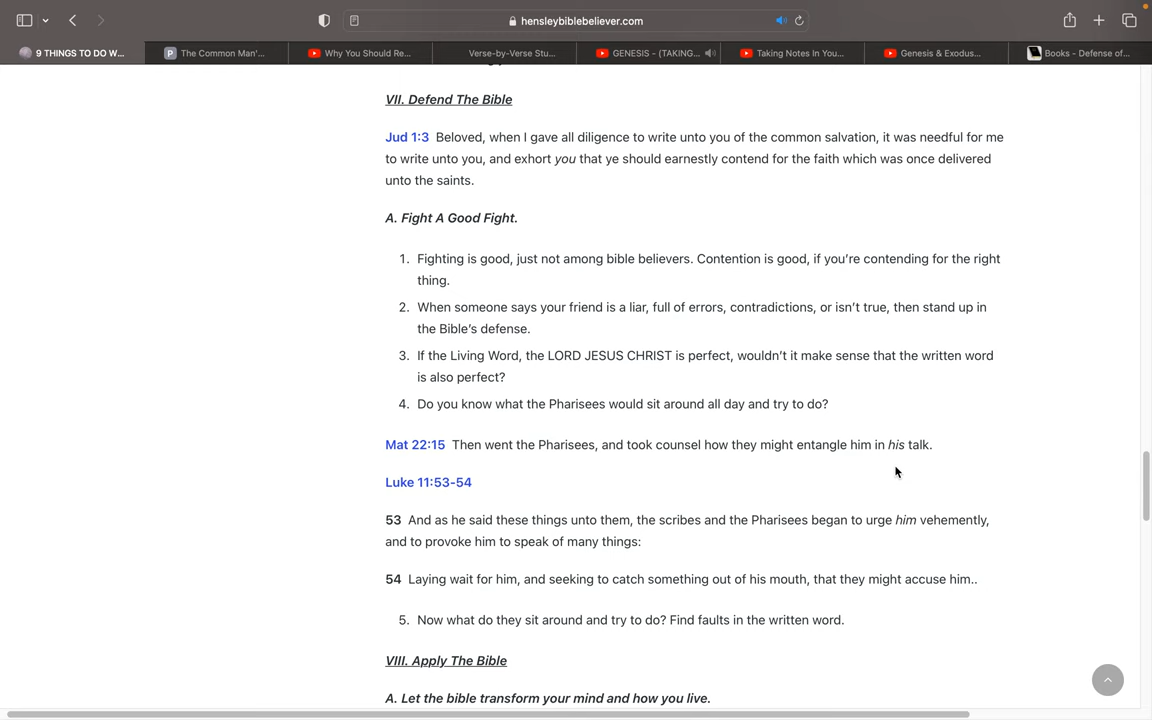 hensleybiblebeliever.com
9 THINGS TO DO W...
The Common Man'...
Why You Should Re...
Verse-by-Verse Stu...
GENESIS - (TAKING...
Taking Notes In You...
Genesis & Exodus...
Books - Defense of...
VII. Defend The Bible
Jud 1:3 Beloved, when I gave all diligence to write unto you of the common salvation, it was needful for me
to write unto you, and exhort you that ye should earnestly contend for the faith which was once delivered
unto the saints.
A. Fight A Good Fight.
1. Fighting is good, just not among bible believers. Contention is good, if you’re contending for the right
thing.
2. When someone says your friend is a liar, full of errors, contradictions, or isn’t true, then stand up in
the Bible’s defense.
3. If the Living Word, the LORD JESUS CHRIST is perfect, wouldn’t it make sense that the written word
is also perfect?
4. Do you know what the Pharisees would sit around all day and try to do?
Mat 22:15 Then went the Pharisees, and took counsel how they might entangle him in his talk.
Luke 11:53-54
53 And as he said these things unto them, the scribes and the Pharisees began to urge him vehemently,
and to provoke him to speak of many things:
54 Laying wait for him, and seeking to catch something out of his mouth, that they might accuse him..
5. Now what do they sit around and try to do? Find faults in the written word.
VIII. Apply The Bible
A. Let the bible transform your mind and how you live.